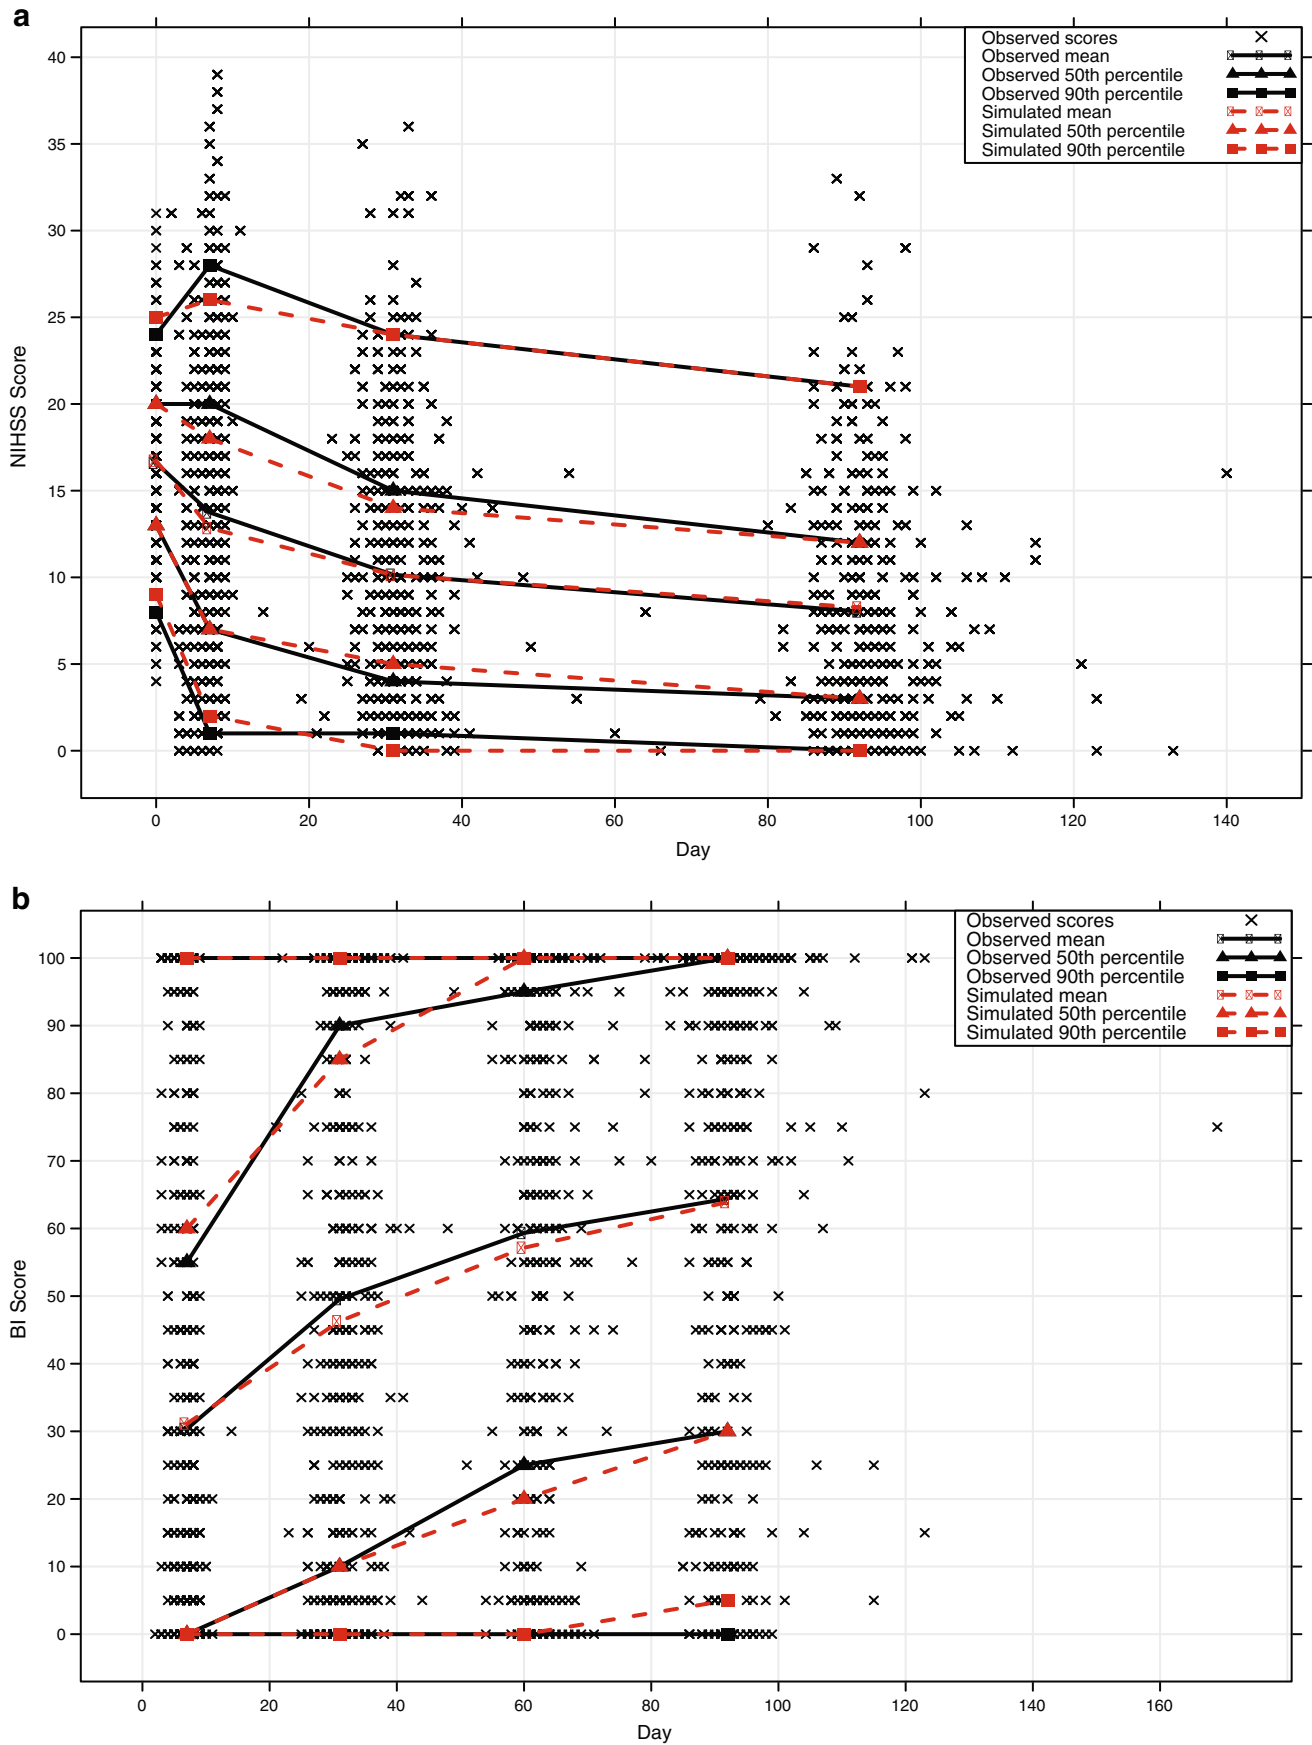 a
Observed scores
Observed mean
Observed 50th percentile
Observed 90th percentile
Simulated mean
Simulated 50th percentile
Simulated 90th percentile
40
35
30
25
20
15
10
5
0
NIHSS Score
0 20 40 60 80 100 120 140
Day
b
Observed scores
Observed mean
Observed 50th percentile
Observed 90th percentile
Simulated mean
Simulated 50th percentile
Simulated 90th percentile
100
90
80
70
60
50
40
30
20
10
0
BI Score
0 20 40 60 80 100 120 140 160
Day